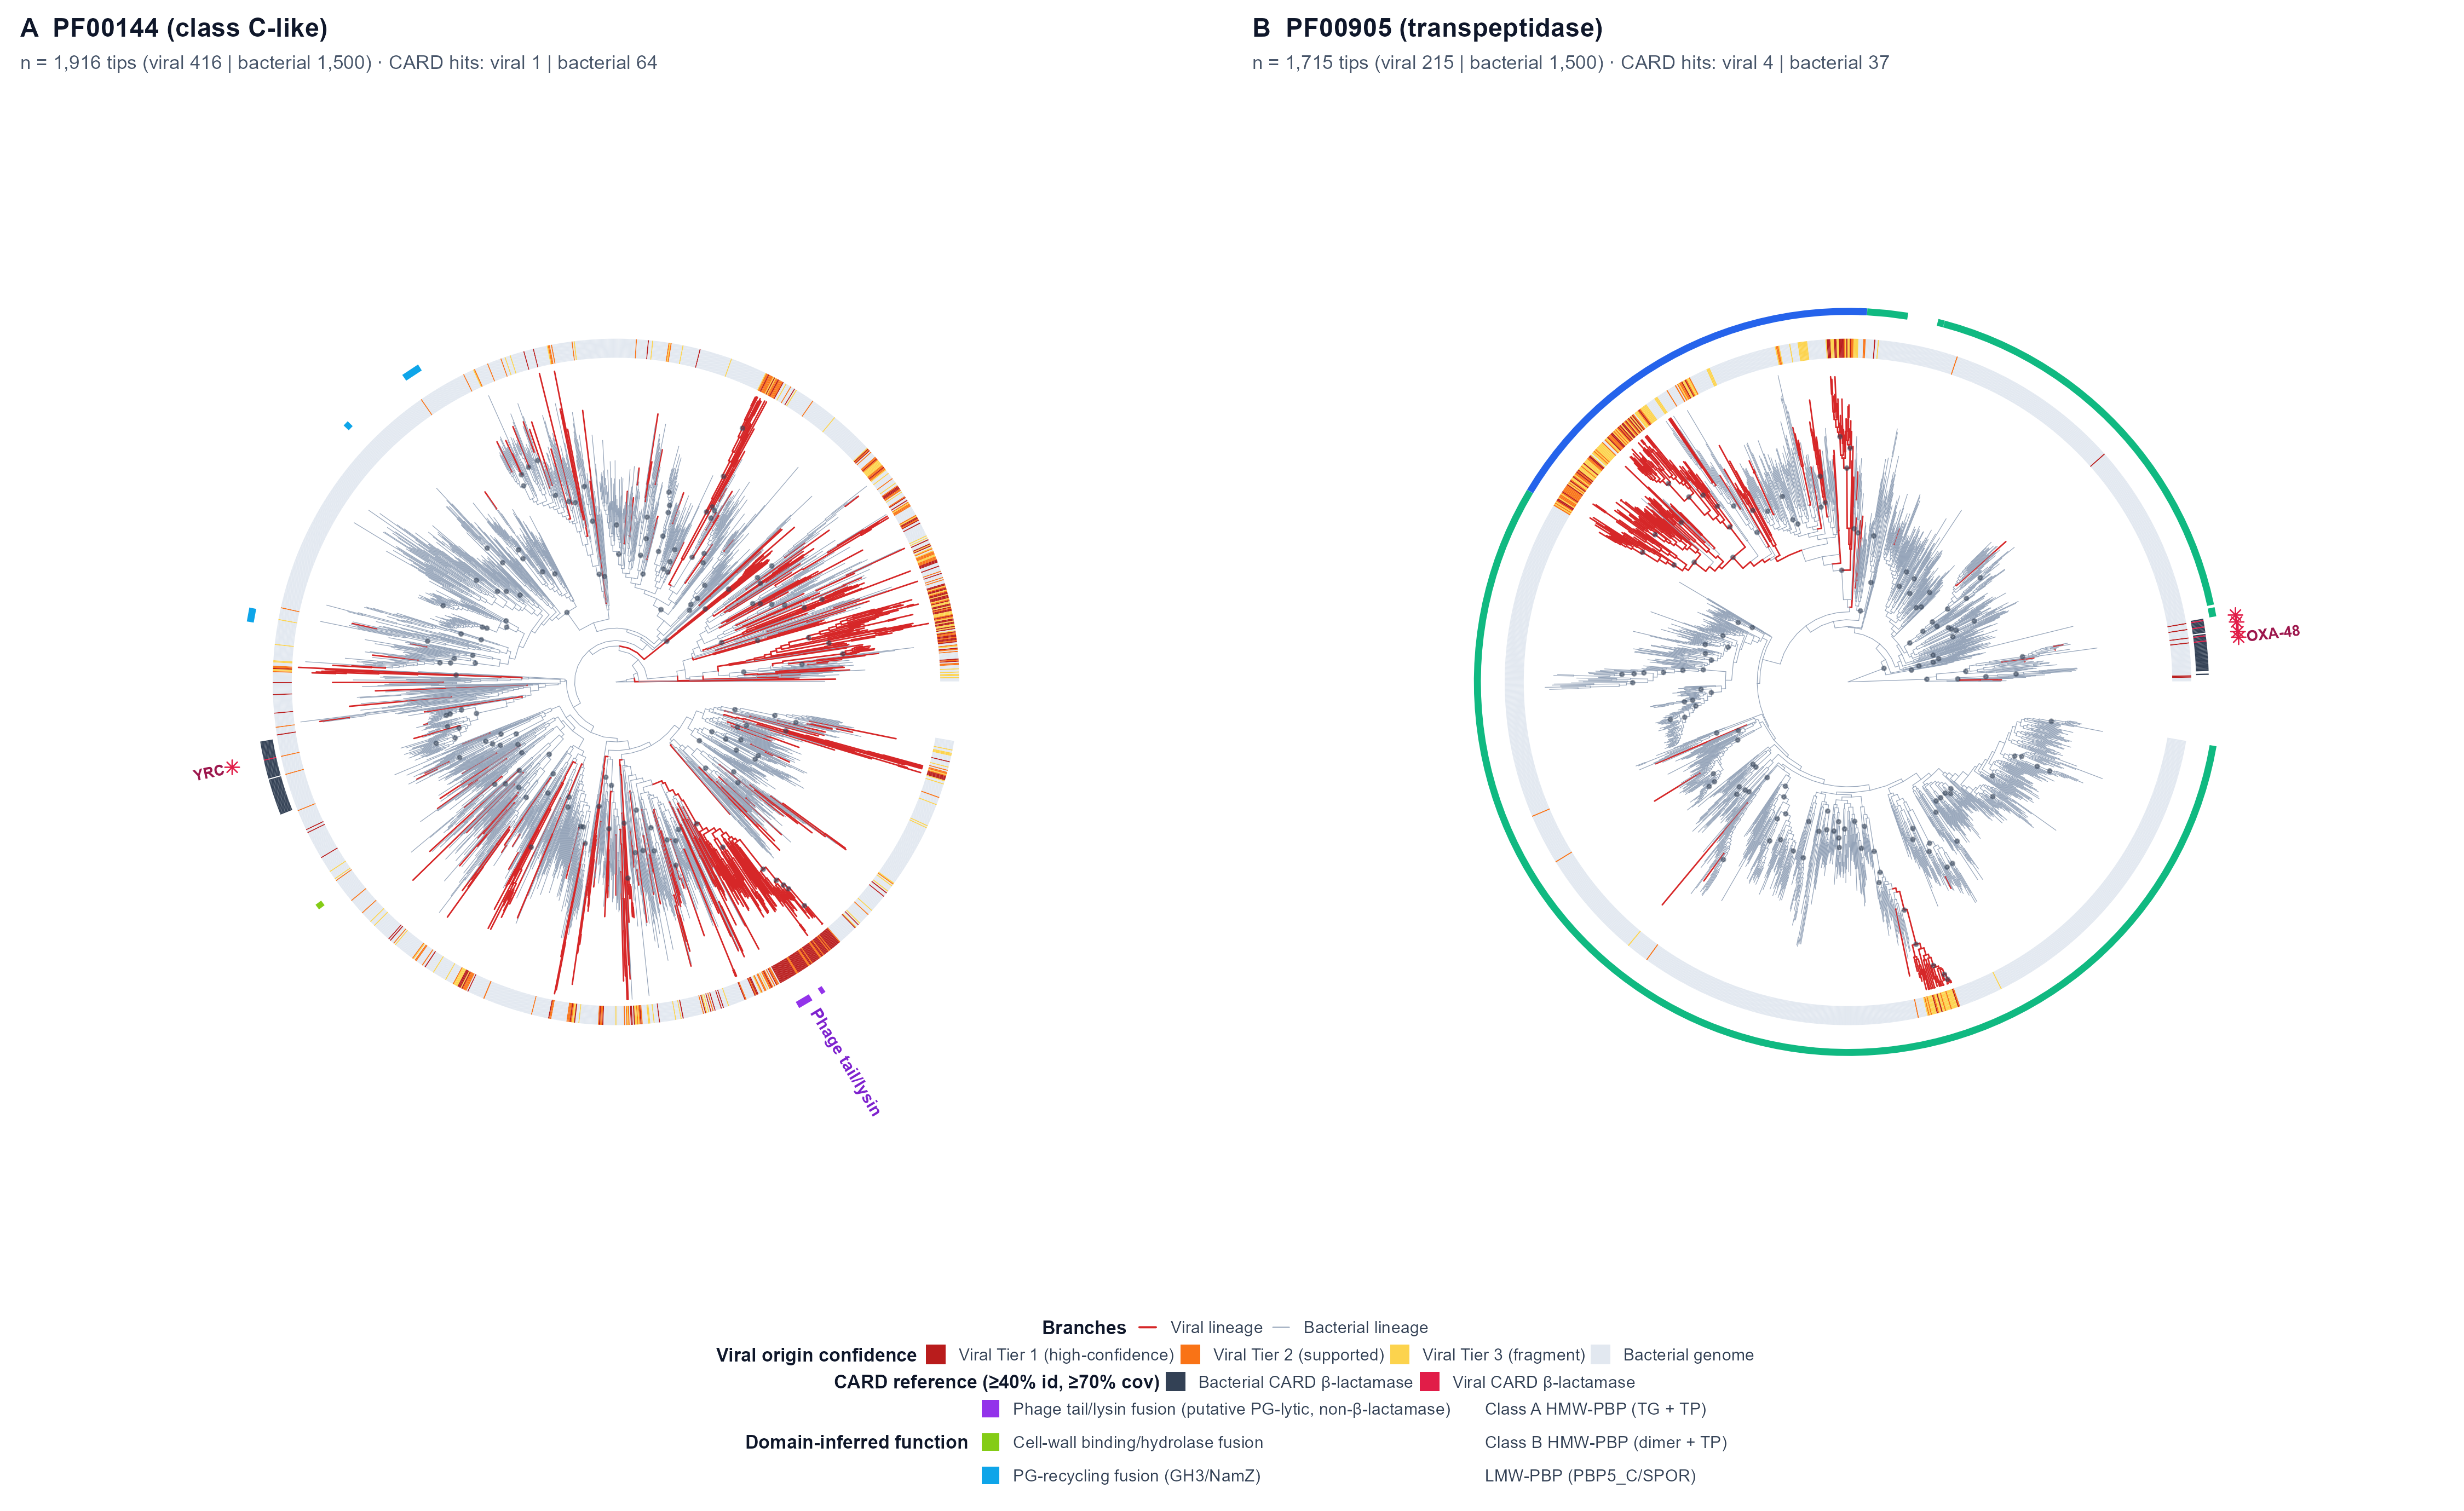 A PF00144 (class C-like)
n = 1,916 tips (viral 416 | bacterial 1,500) · CARD hits: viral 1 | bacterial 64
B PF00905 (transpeptidase)
n = 1,715 tips (viral 215 | bacterial 1,500) · CARD hits: viral 4 | bacterial 37
YRC
Phage tail/lysin
OXA-48
Branches Viral lineage Bacterial lineage
Viral origin confidence Viral Tier 1 (high-confidence) Viral Tier 2 (supported) Viral Tier 3 (fragment) Bacterial genome
CARD reference (≥40% id, ≥70% cov) Bacterial CARD β-lactamase Viral CARD β-lactamase
Phage tail/lysin fusion (putative PG-lytic, non-β-lactamase) Class A HMW-PBP (TG + TP)
Domain-inferred function Cell-wall binding/hydrolase fusion Class B HMW-PBP (dimer + TP)
PG-recycling fusion (GH3/NamZ) LMW-PBP (PBP5_C/SPOR)